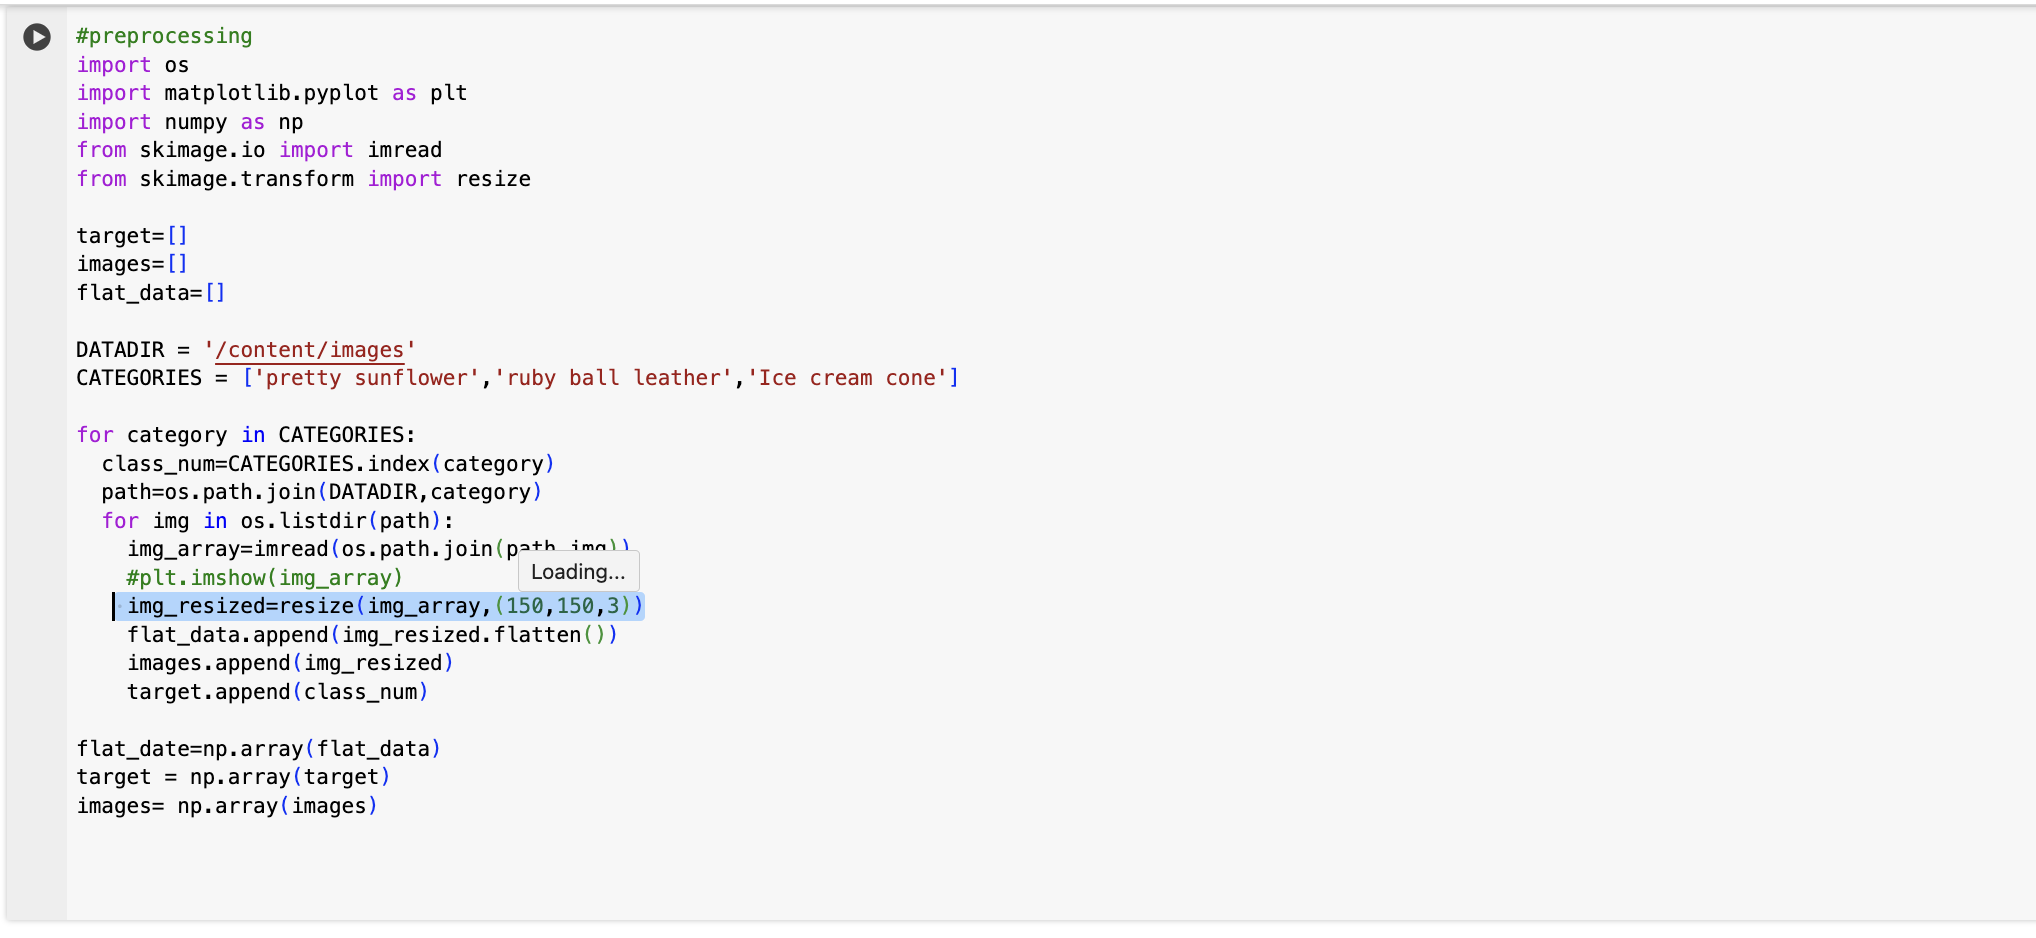 #preprocessing
import os
import matplotlib.pyplot as plt
import numpy as np
from skimage.io import imread
from skimage.transform import resize
target=[]
images=[]
flat_data=[]
DATADIR = '/content/images'
CATEGORIES = ['pretty sunflower','ruby ball leather','Ice cream cone']
for category in CATEGORIES:
  class_num=CATEGORIES.index(category)
  path=os.path.join(DATADIR,category)
  for img in os.listdir(path):
    img_array=imread(os.path.join(path,img))
    #plt.imshow(img_array)
Loading...
    img_resized=resize(img_array,(150,150,3))
    flat_data.append(img_resized.flatten())
    images.append(img_resized)
    target.append(class_num)
flat_date=np.array(flat_data)
target = np.array(target)
images= np.array(images)